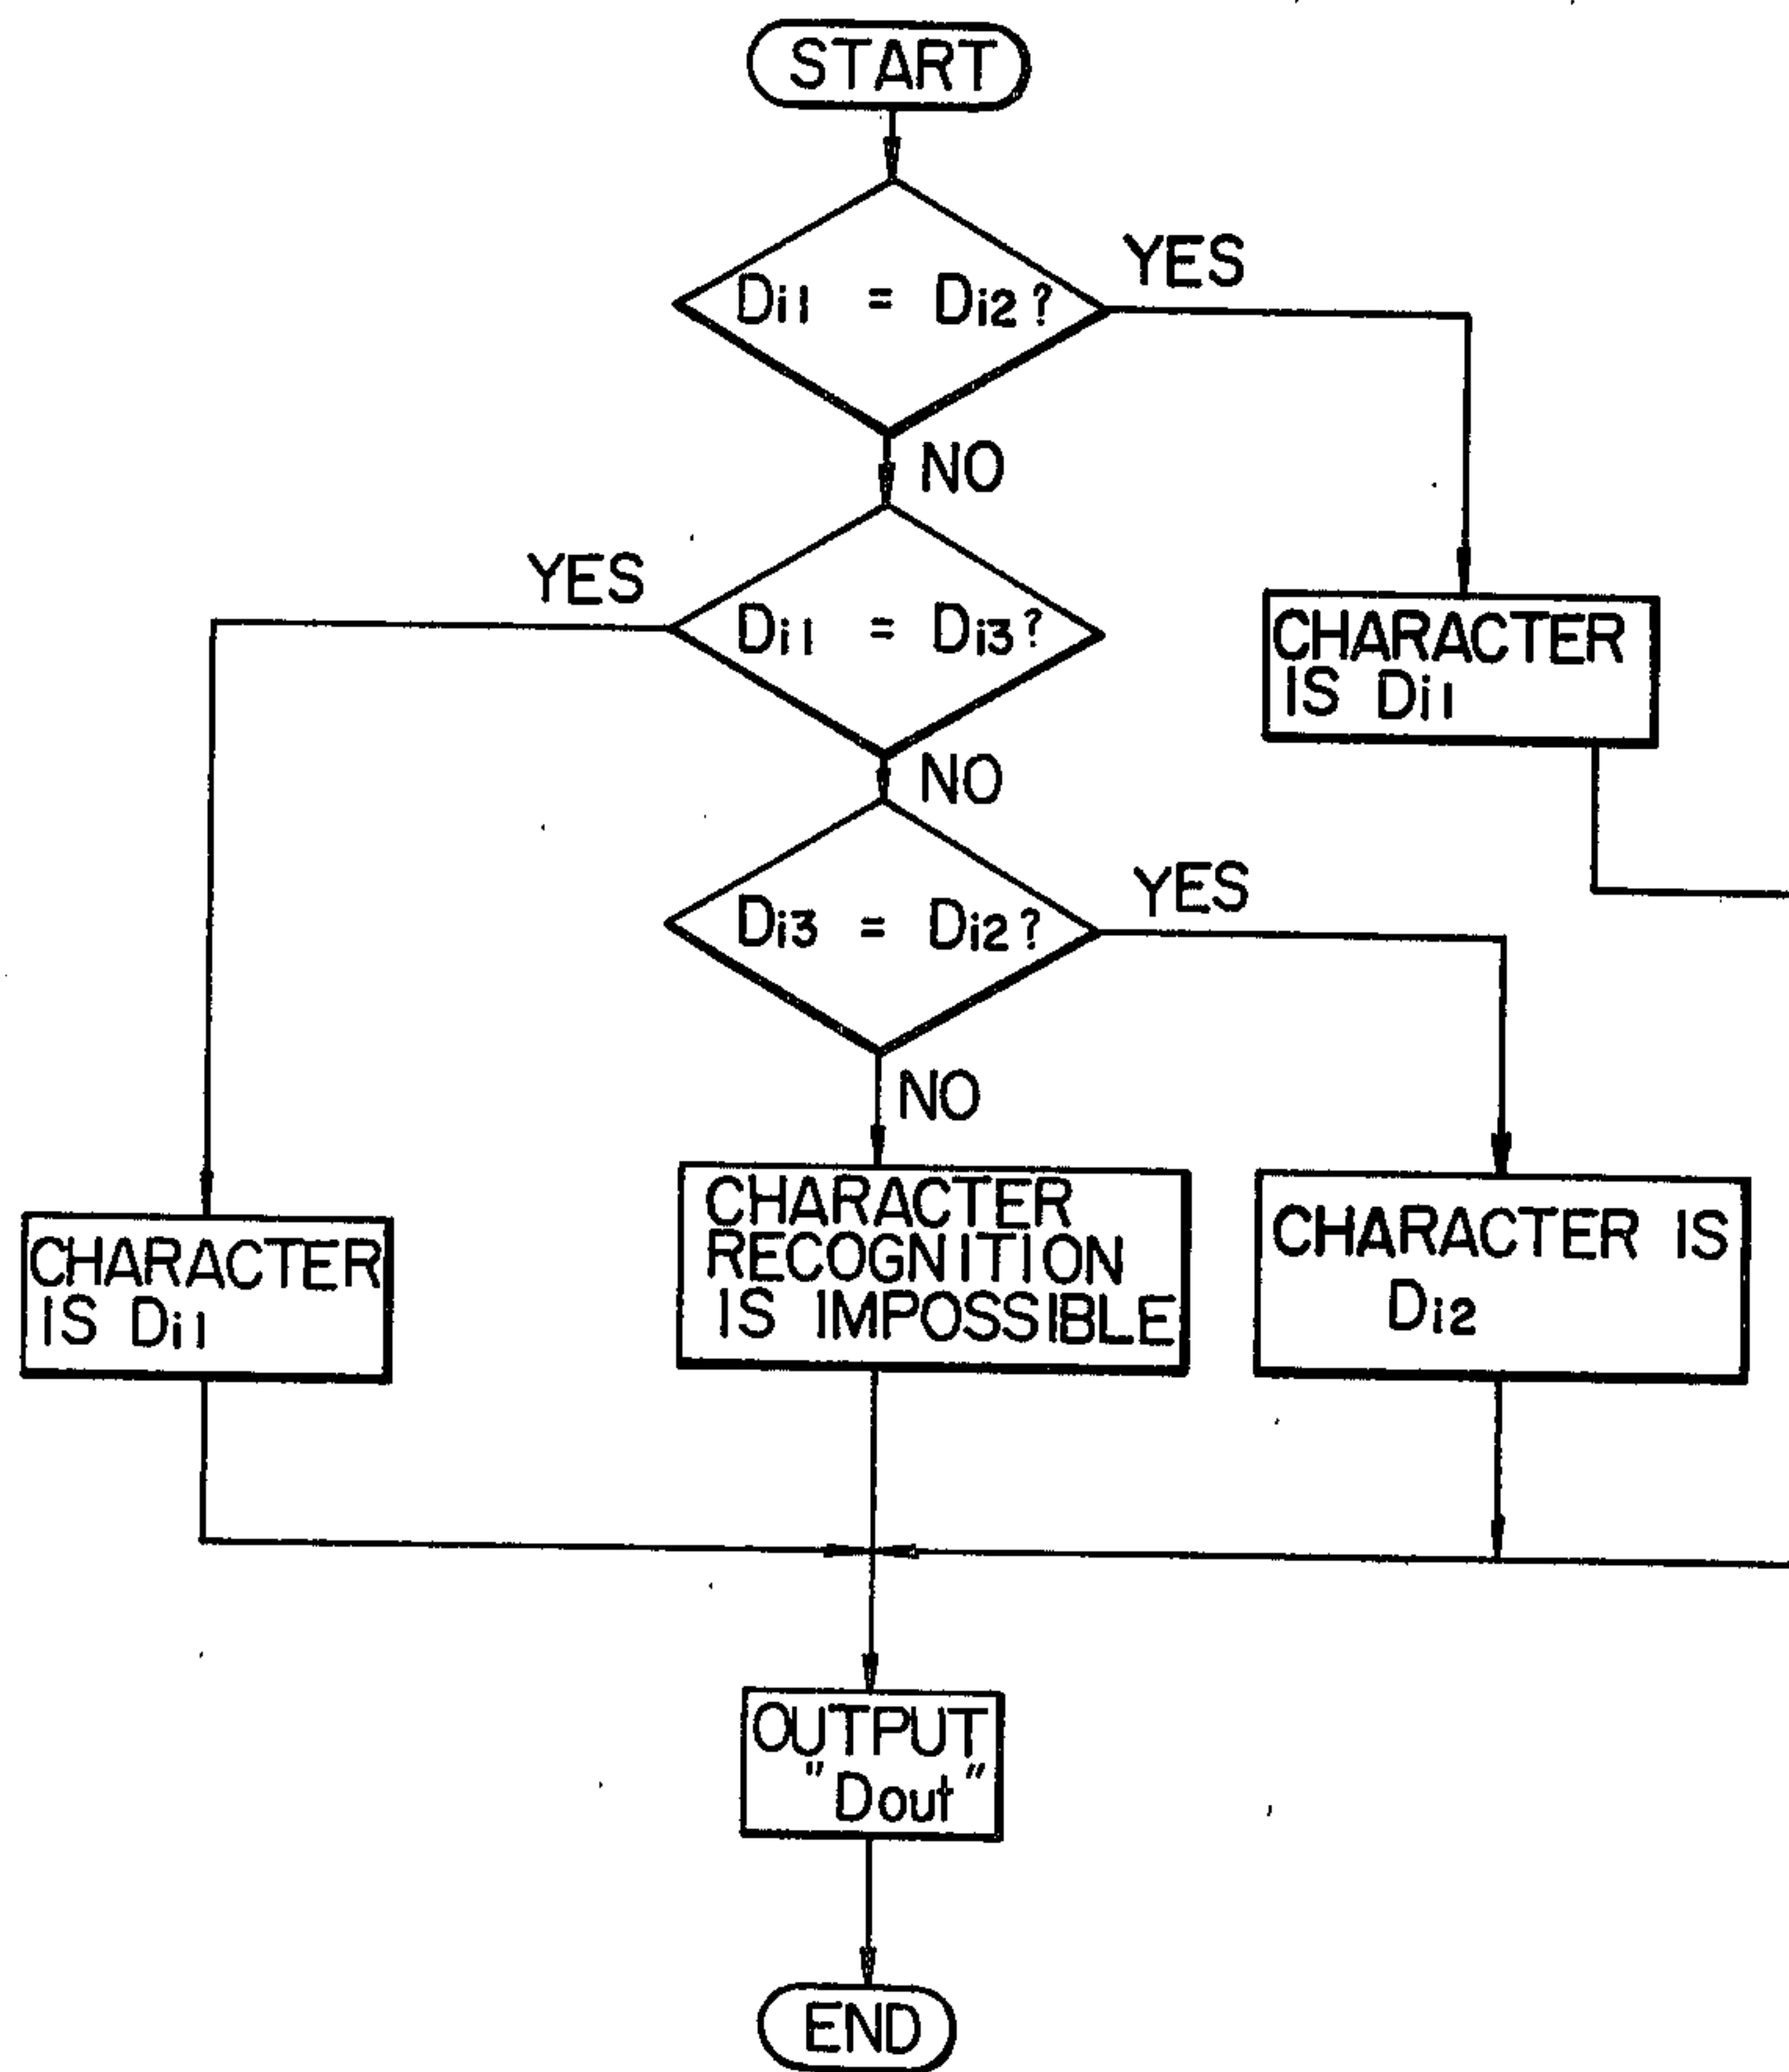 START
Di1 = Di2?
YES
NO
YES
Di1 = Di3?
CHARACTER
IS Di1
NO
Di3 = Di2?
YES
NO
CHARACTER
IS Di1
CHARACTER
RECOGNITION
IS IMPOSSIBLE
CHARACTER IS
Di2
OUTPUT
"Dout"
END